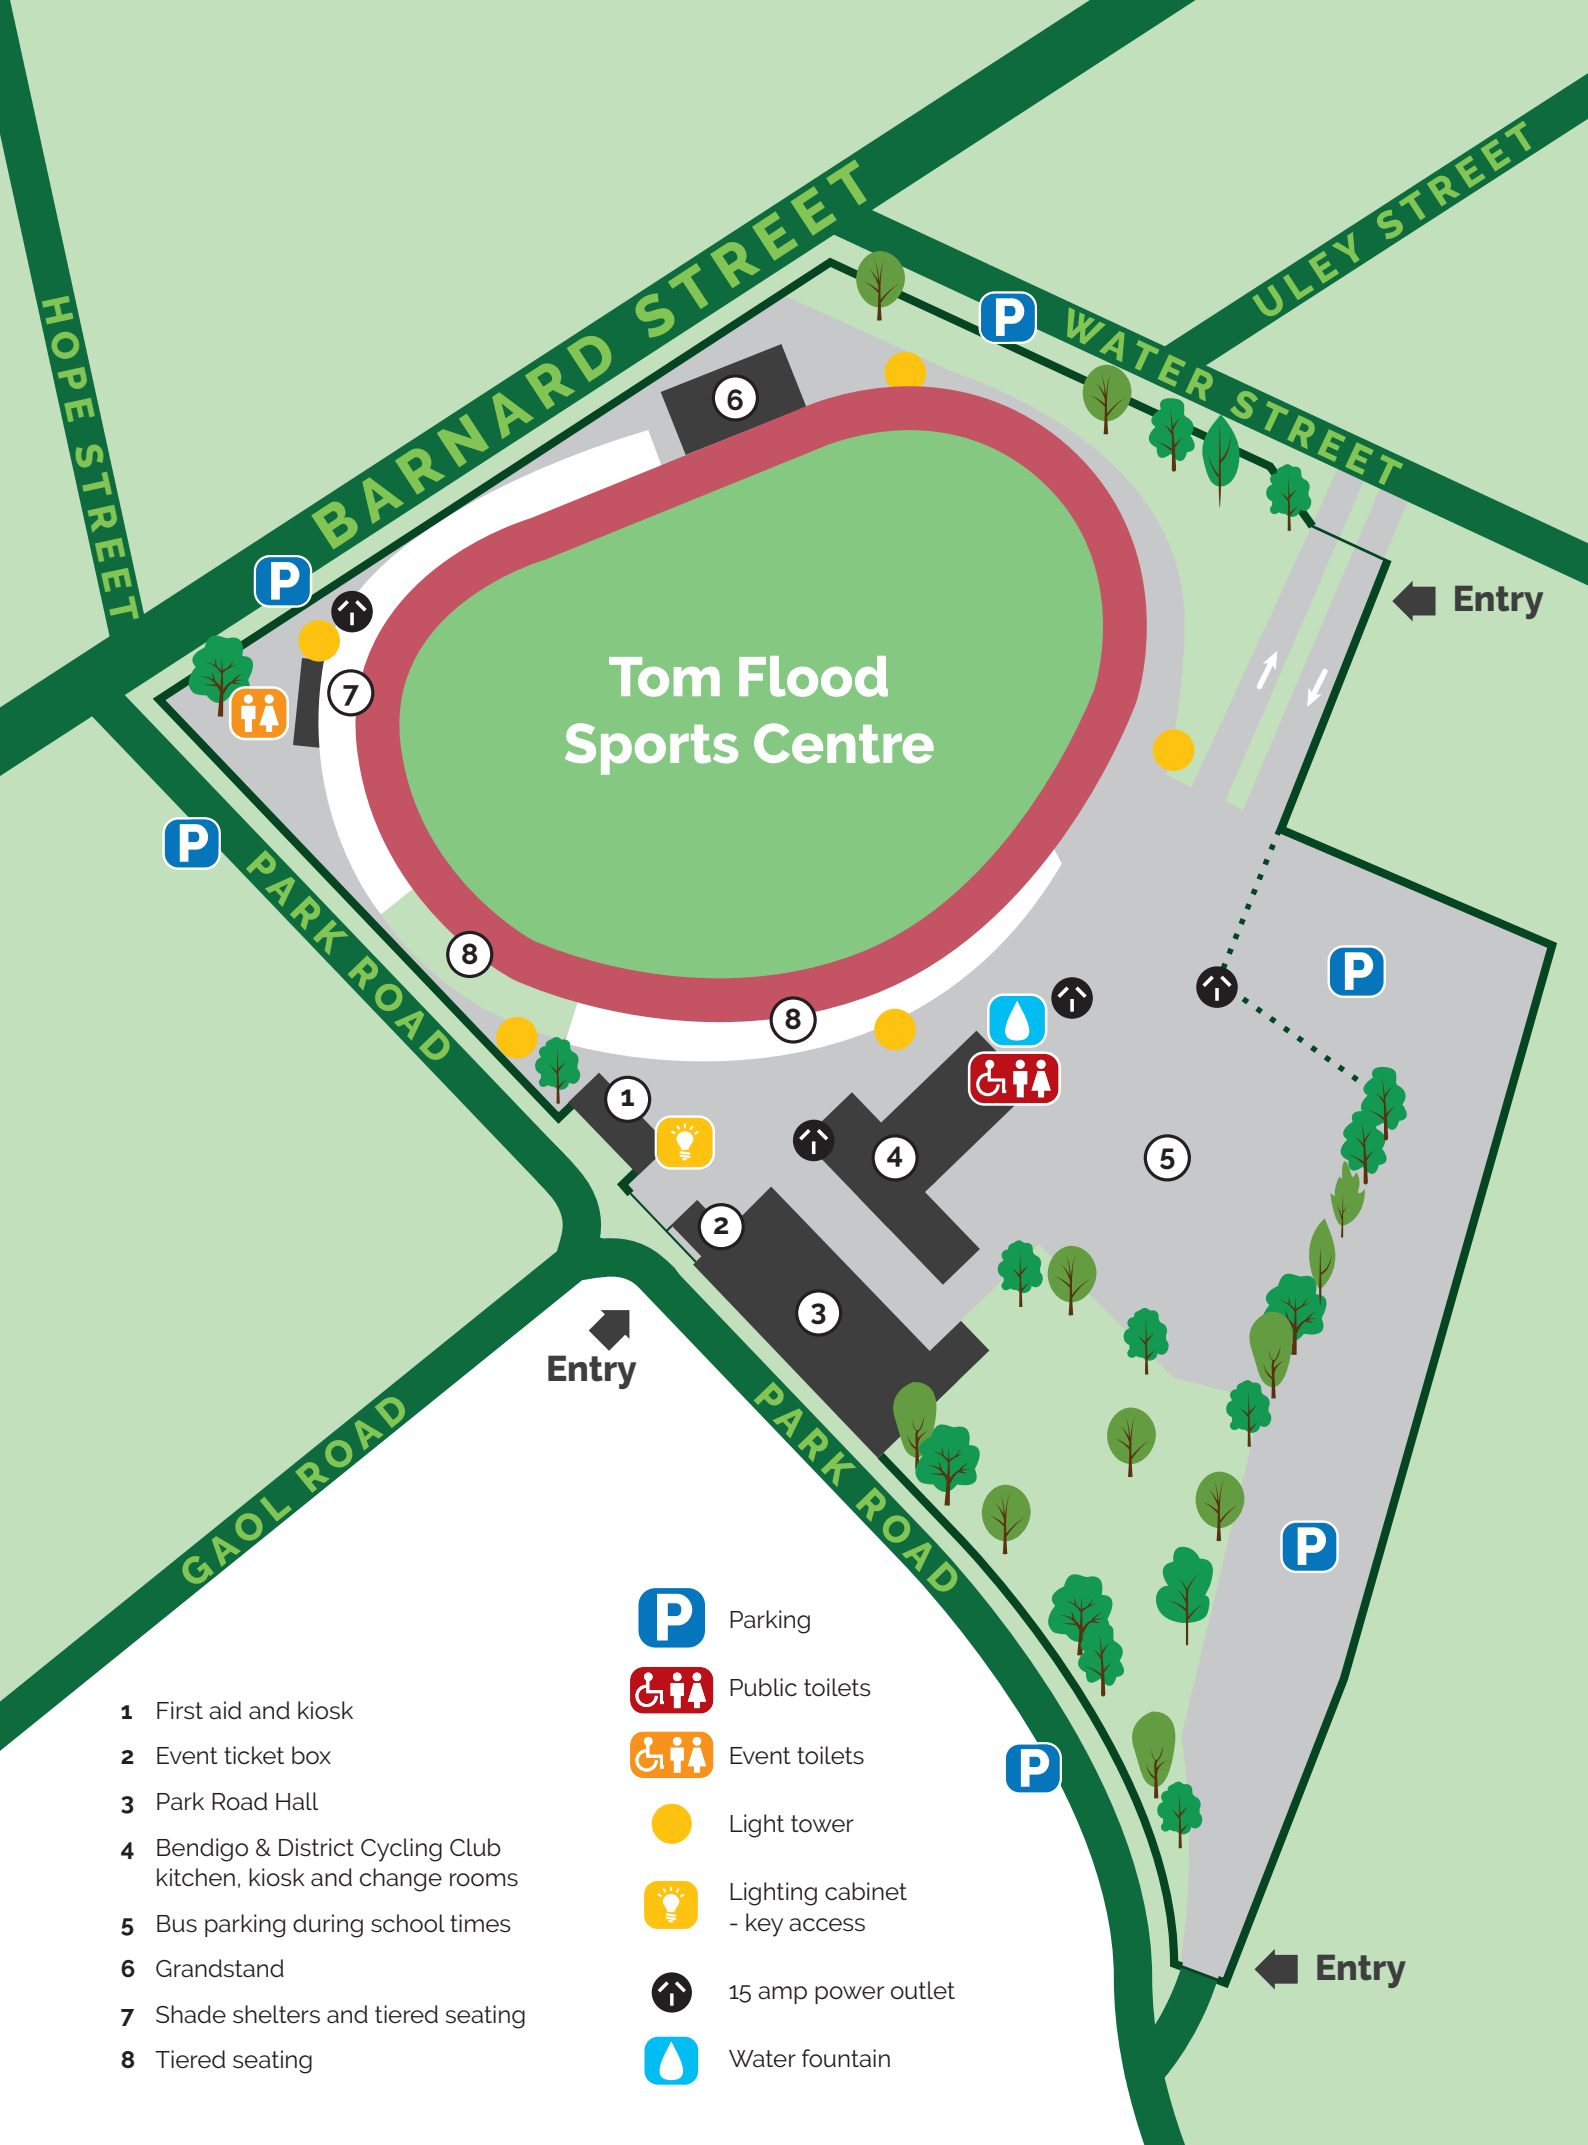 BARNARD STREET
HOPE STREET
ULEY STREET
P
WATER STREET
6
P
Entry
7
Tom Flood
Sports Centre
P
PARK ROAD
8
P
8
1
4
5
2
3
Entry
PARK ROAD
GAOL ROAD
P
P
Entry
1 First aid and kiosk
2 Event ticket box
3 Park Road Hall
4 Bendigo & District Cycling Club
kitchen, kiosk and change rooms
5 Bus parking during school times
6 Grandstand
7 Shade shelters and tiered seating
8 Tiered seating
P Parking
Public toilets
Event toilets
Light tower
Lighting cabinet
- key access
15 amp power outlet
Water fountain